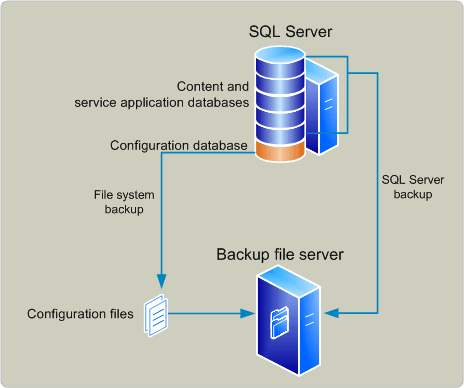 SQL Server
Content and
service application databases
Configuration database
File system
backup
SQL Server
backup
Backup file server
Configuration files